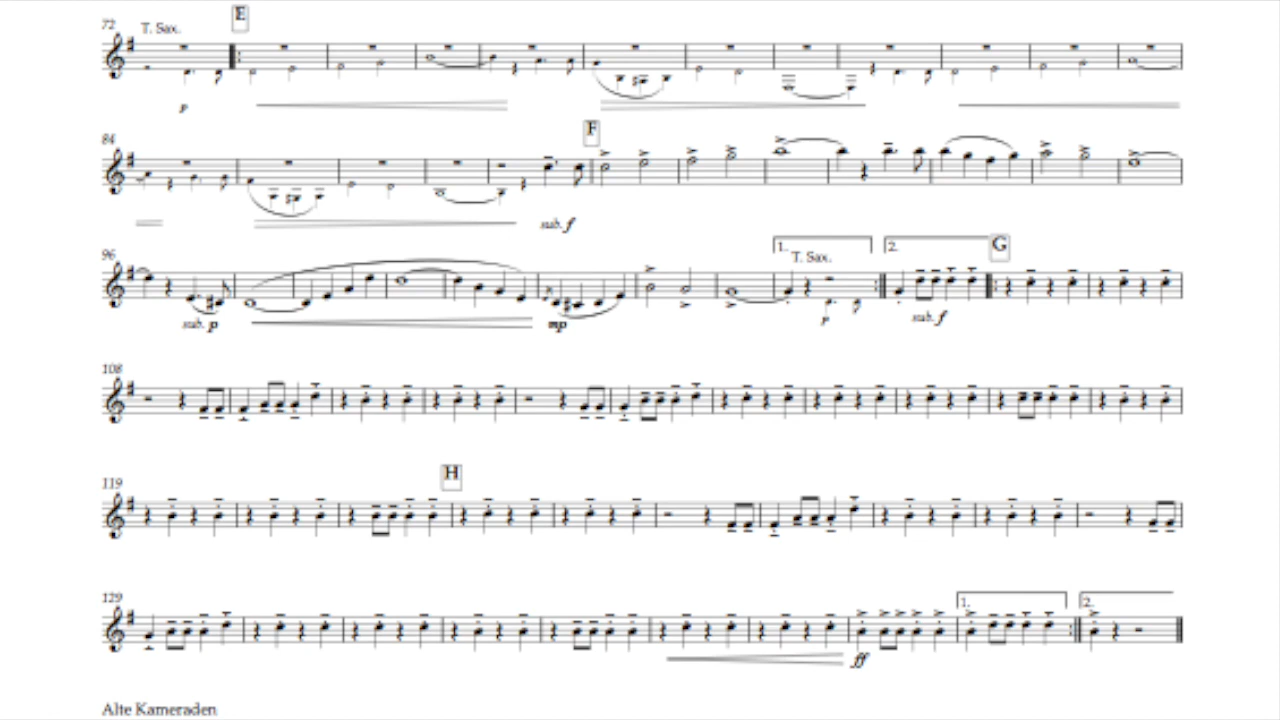 E
72 T. Sax.
p
F
84
sub. f
G
96 1. T. Sax. 2.
sub. p mp p sub. f
108
H
119
129 1. 2.
ff
Alte Kameraden